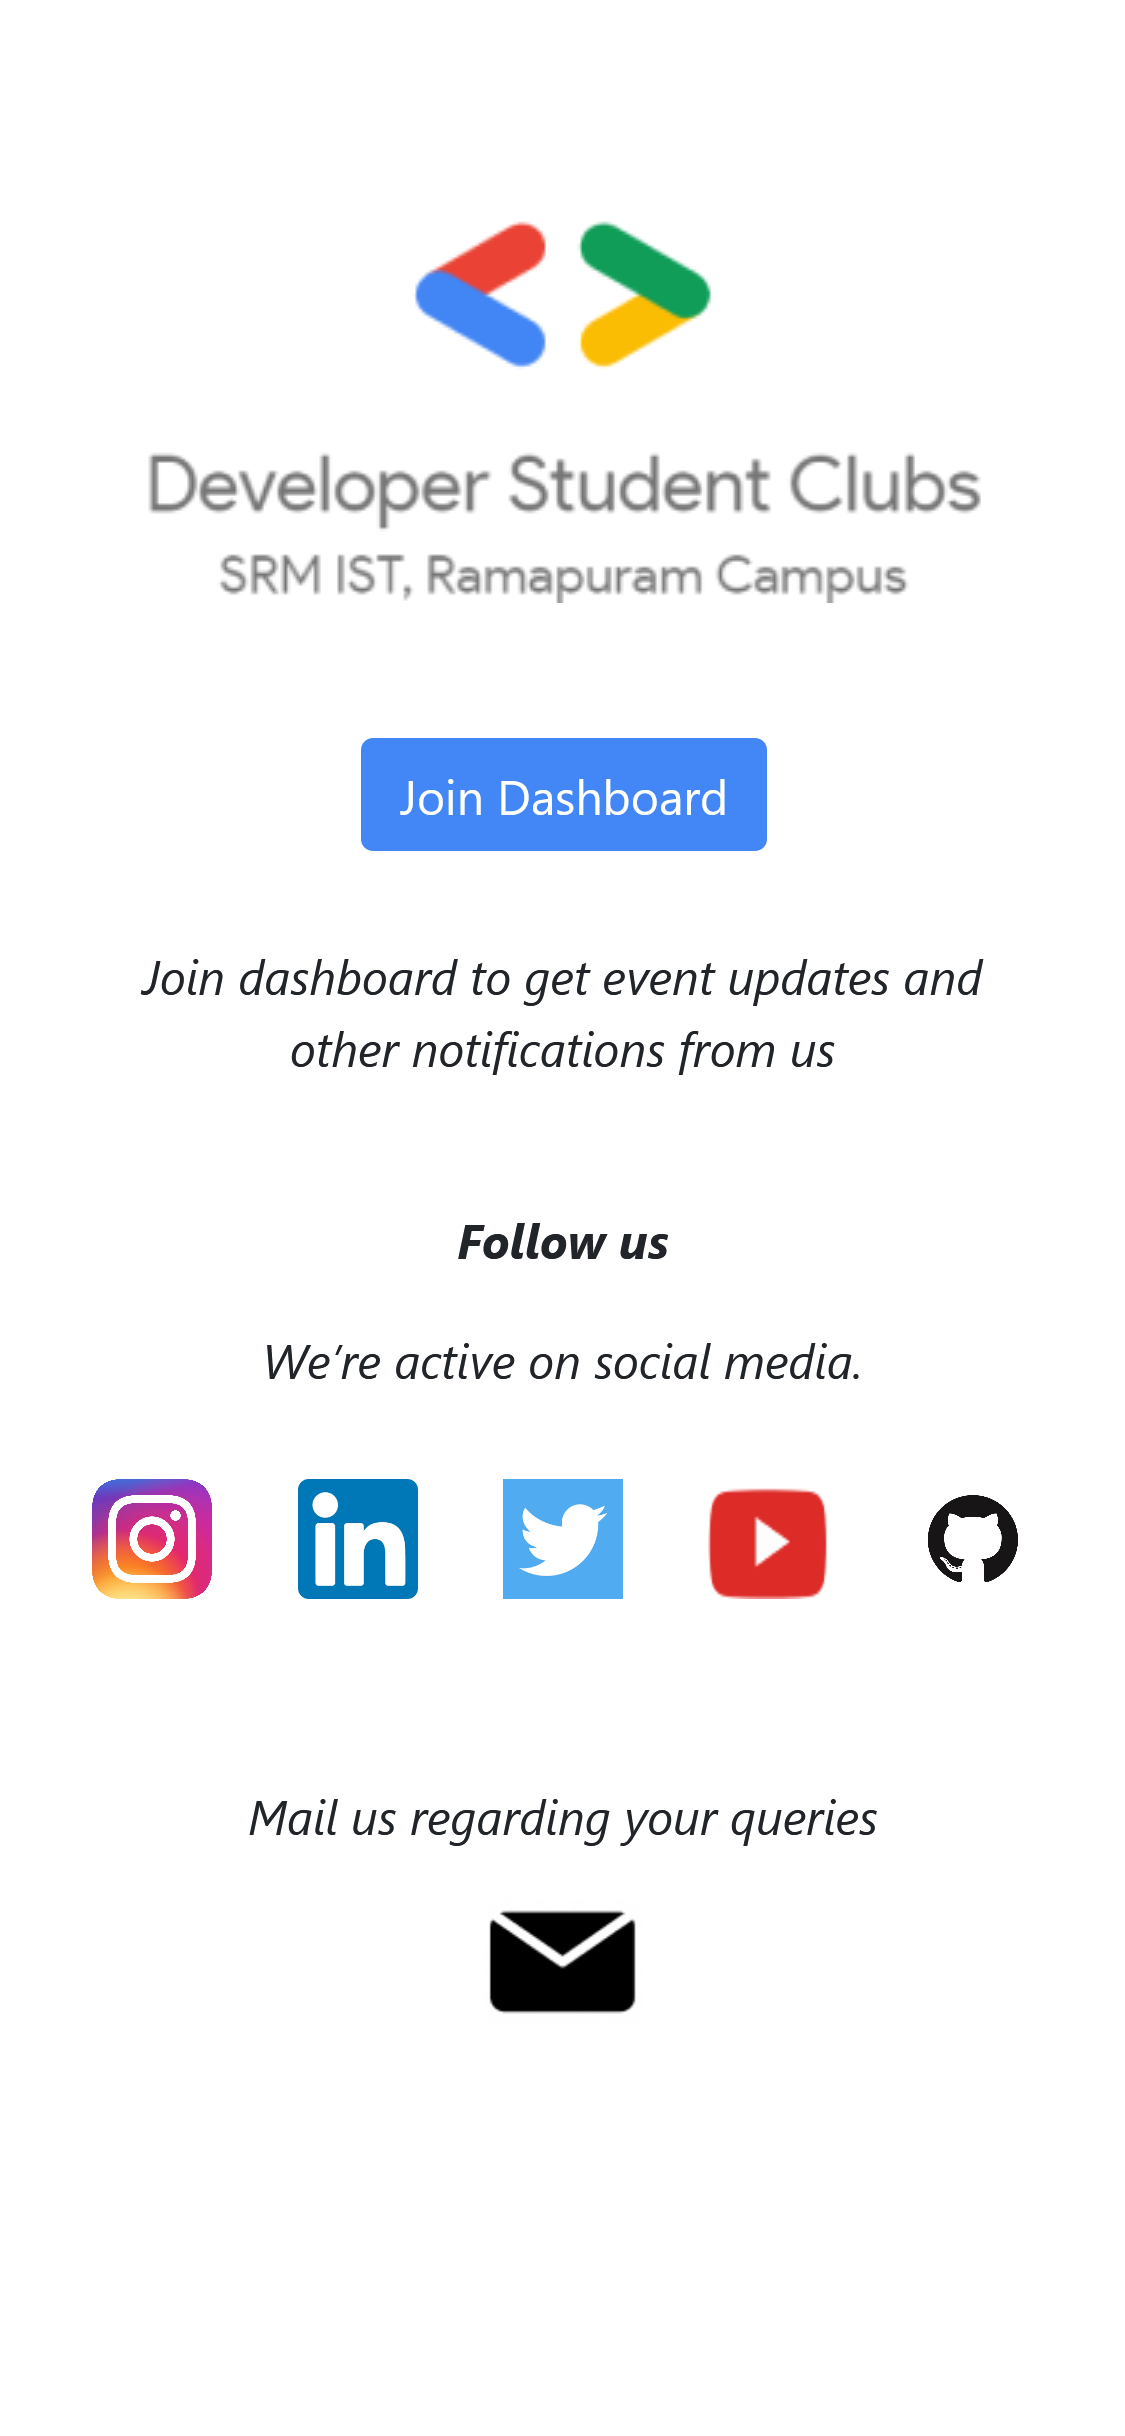 Developer Student Clubs
SRM IST, Ramapuram Campus
Join Dashboard
Join dashboard to get event updates and
other notifications from us
Follow us
We’re active on social media.
in
Mail us regarding your queries